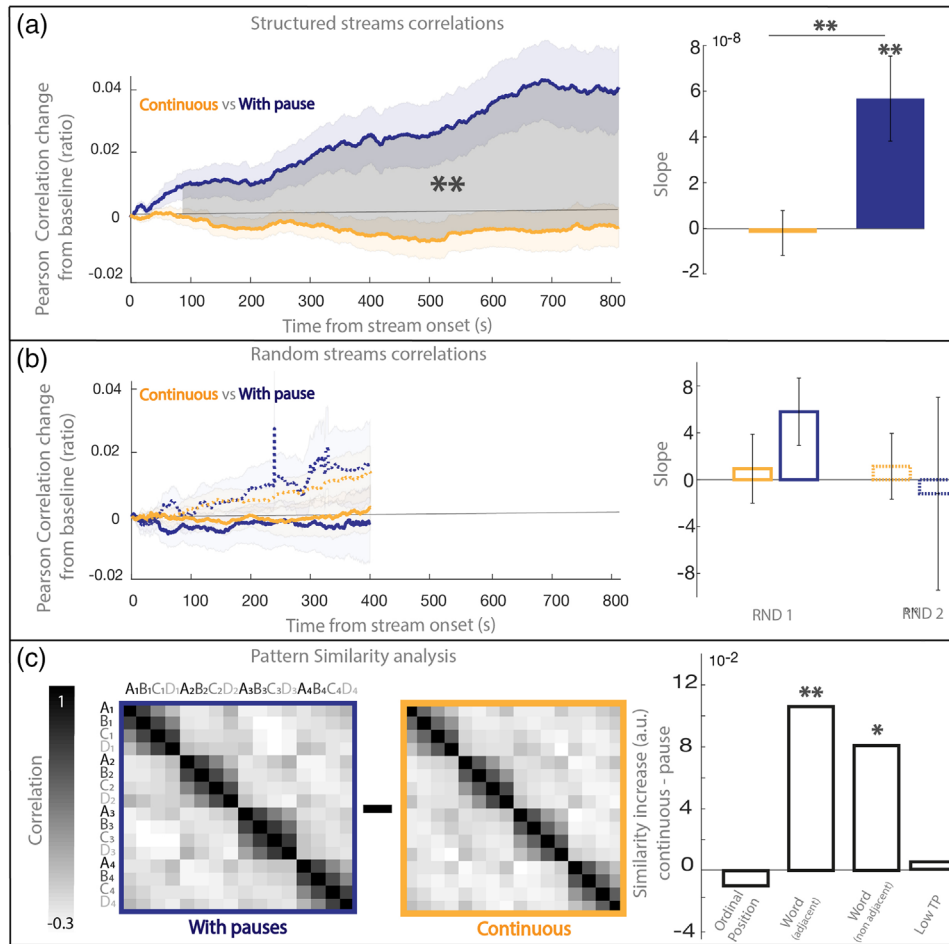 (a)
Structured streams correlations
Pearson Correlation change
from baseline (ratio)
0.04
0.02
0
-0.02
Continuous vs With pause
**
0 100 200 300 400 500 600 700 800
Time from stream onset (s)
10-8
Slope
8
6
4
2
0
-2
**
**
(b)
Random streams correlations
Pearson Correlation change
from baseline (ratio)
0.04
0.02
0
-0.02
Continuous vs With pause
0 100 200 300 400 500 600 700 800
Time from stream onset (s)
Slope
8
4
0
-4
-8
RND 1
RND 2
(c)
Pattern Similarity analysis
Correlation
1
-0.3
A1B1C1D1A2B2C2D2A3B3C3D3A4B4C4D4
A1
B1
C1
D1
A2
B2
C2
D2
A3
B3
C3
D3
A4
B4
C4
D4
With pauses
Continuous
Similarity increase (a.u.)
continuous - pause
10-2
12
8
4
0
-4
**
*
Ordinal
Position
Word
(adjacent)
Word
(non adjacent)
Low TP